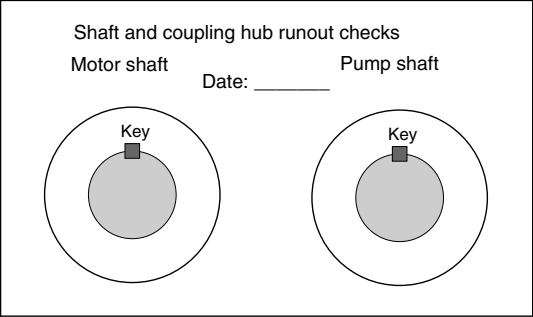 Shaft and coupling hub runout checks
Motor shaft
Pump shaft
Date: _______
Key
Key